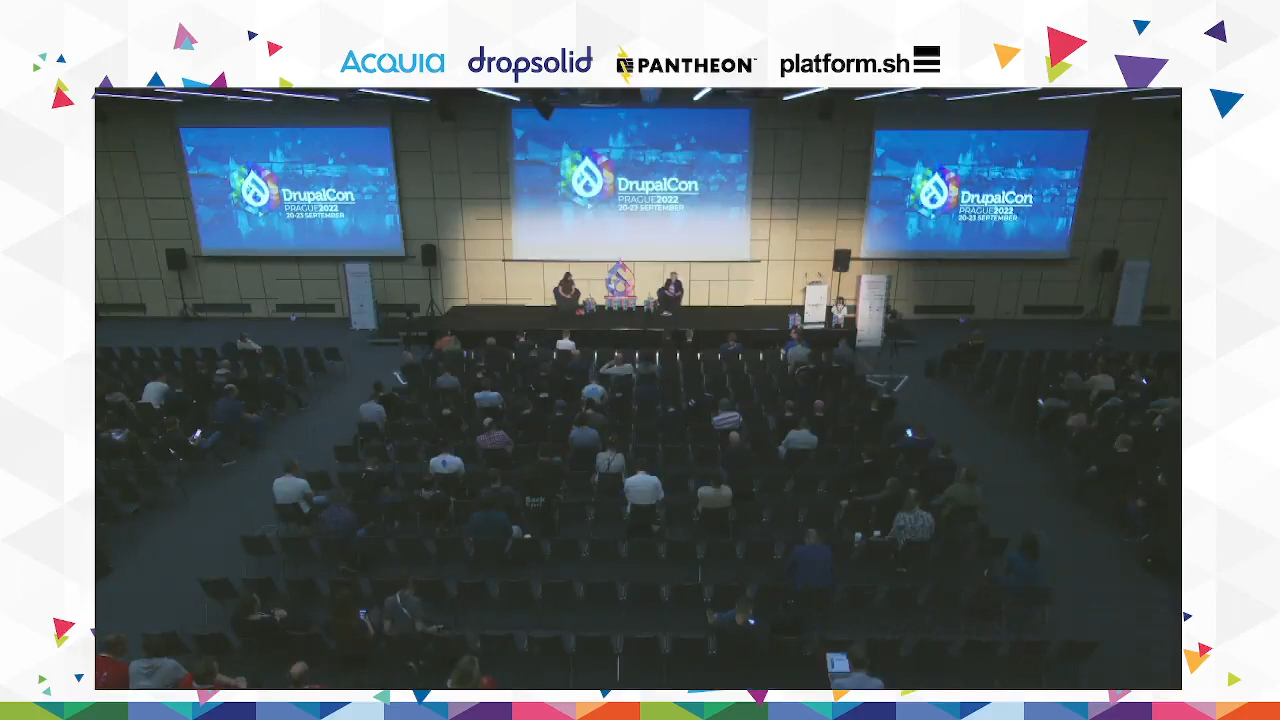 ACQUIA dropsolid PANTHEON platform.sh
DrupalCon
PRAGUE2022
20-23 SEPTEMBER
DrupalCon
PRAGUE2022
20-23 SEPTEMBER
DrupalCon
PRAGUE2022
20-23 SEPTEMBER